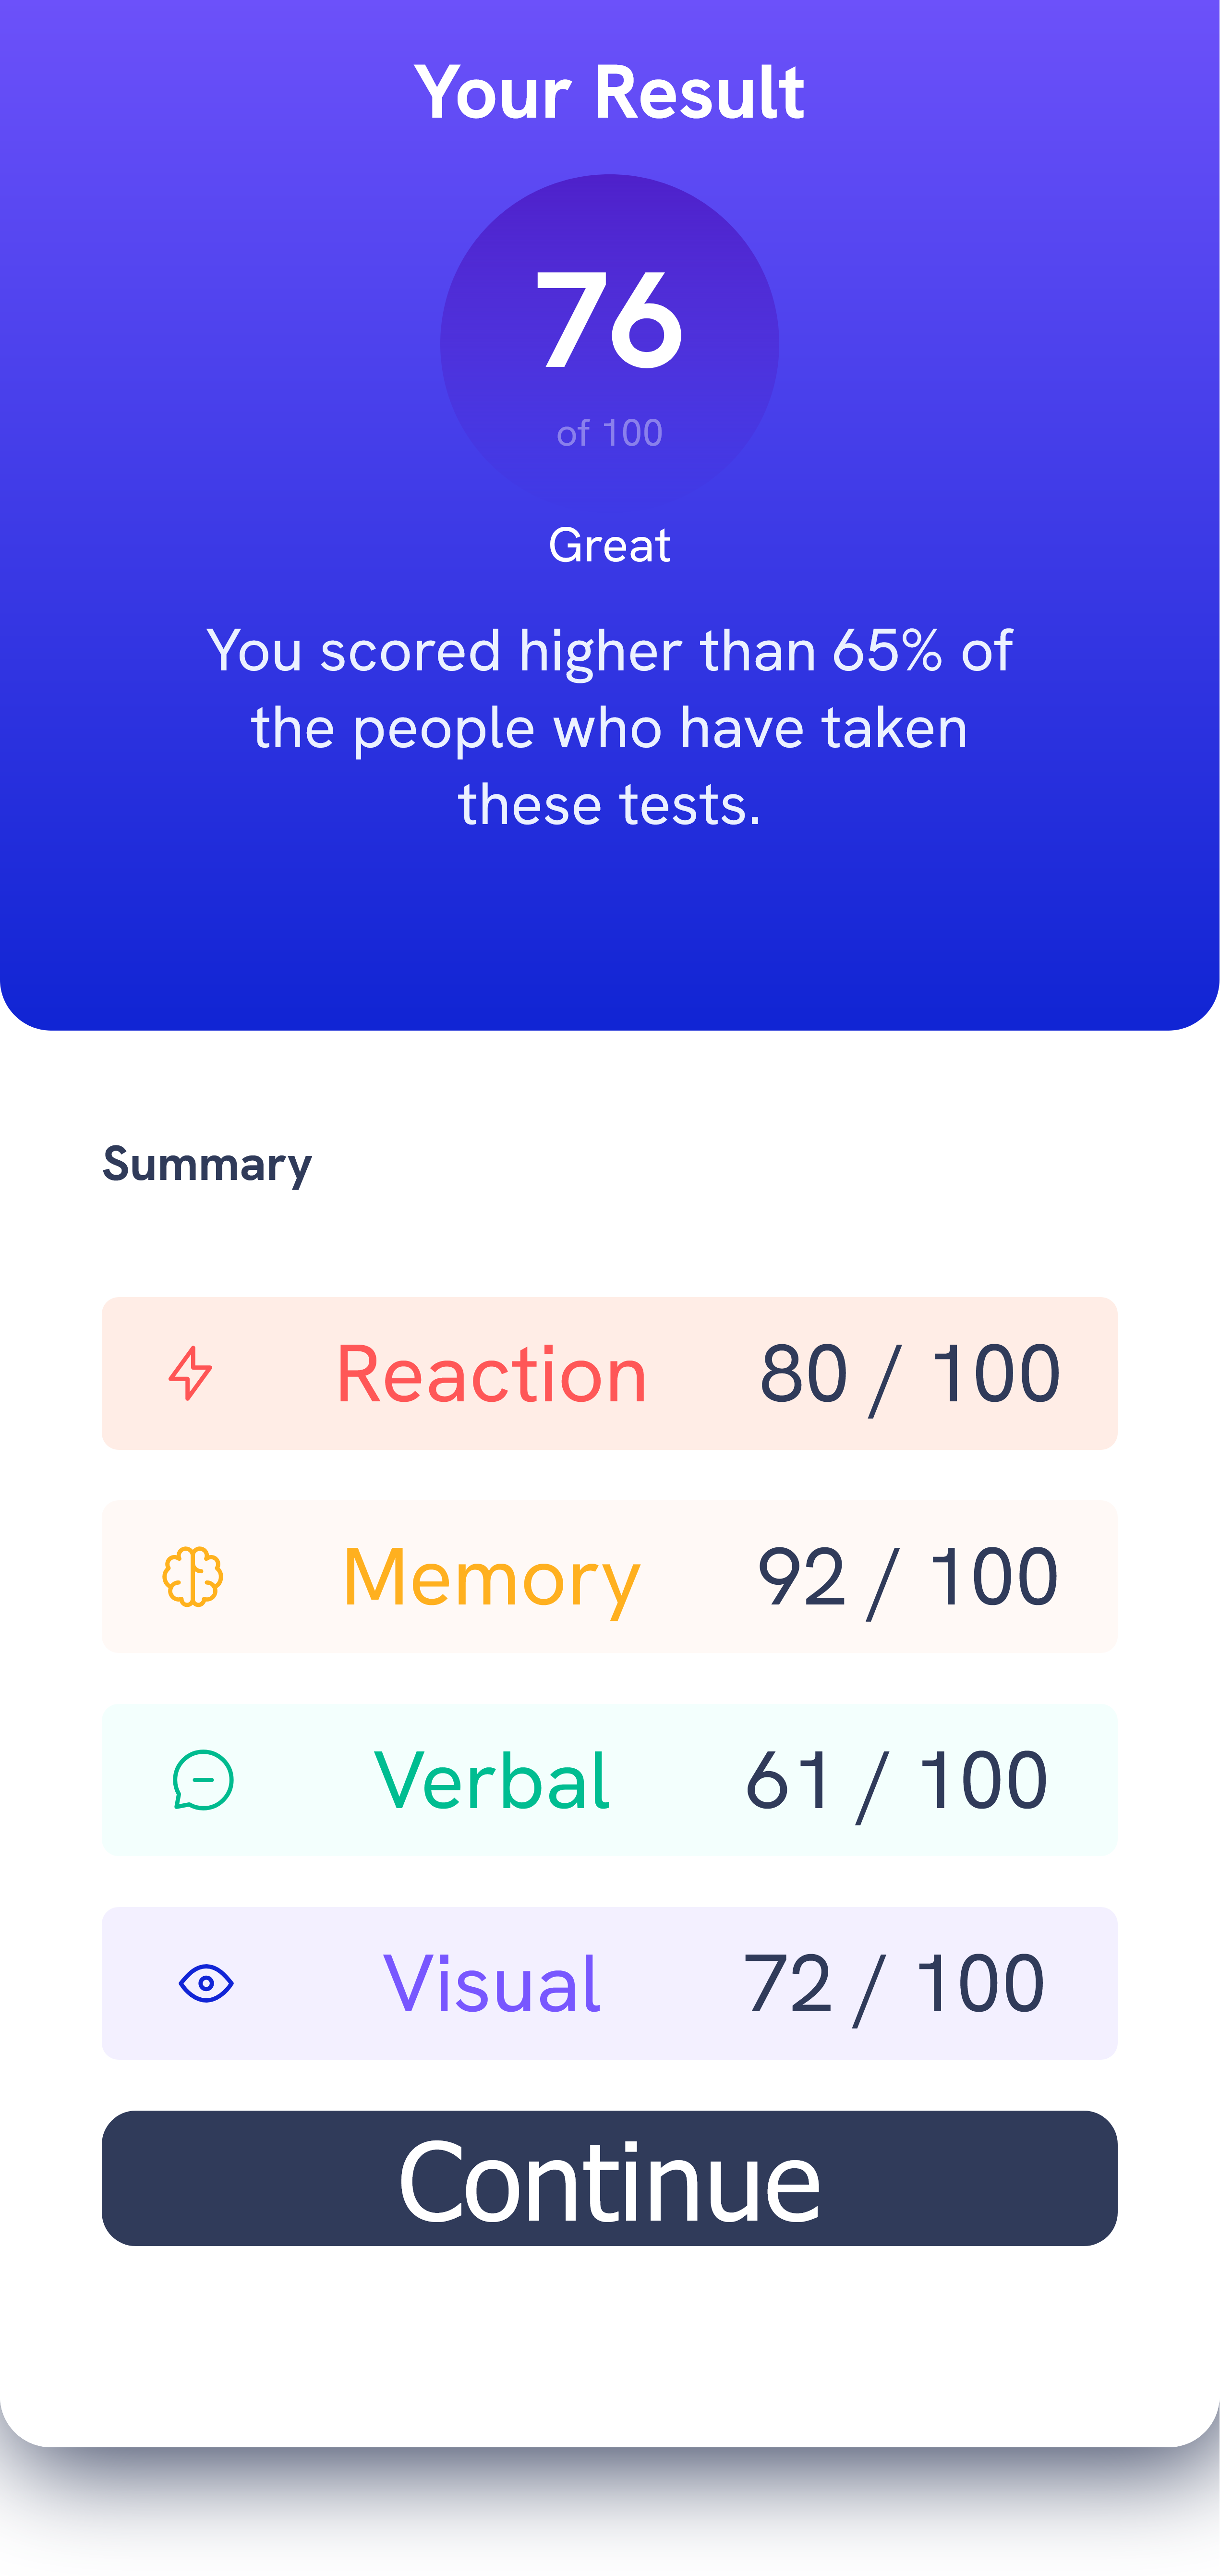 Your Result
76
of 100
Great
You scored higher than 65% of
the people who have taken
these tests.
Summary
Reaction 80 / 100
Memory 92 / 100
Verbal 61 / 100
Visual 72 / 100
Continue